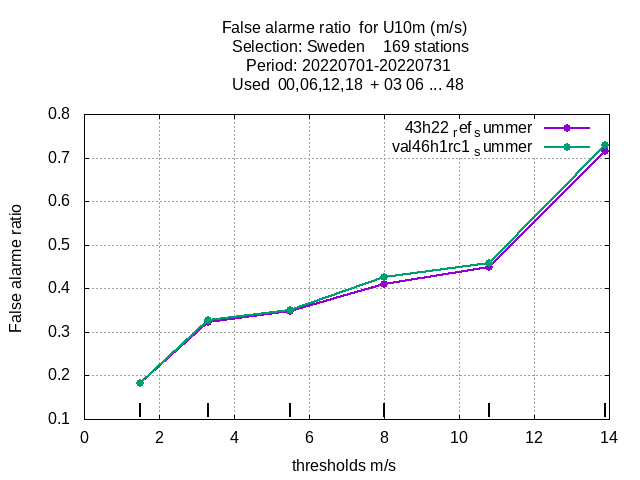 False alarme ratio for U10m (m/s)
Selection: Sweden 169 stations
Period: 20220701-20220731
Used 00,06,12,18 + 03 06 ... 48
43h22 ref summer
val46h1rc1 summer
0.8
0.7
0.6
0.5
0.4
0.3
0.2
0.1
False alarme ratio
0 2 4 6 8 10 12 14
thresholds m/s